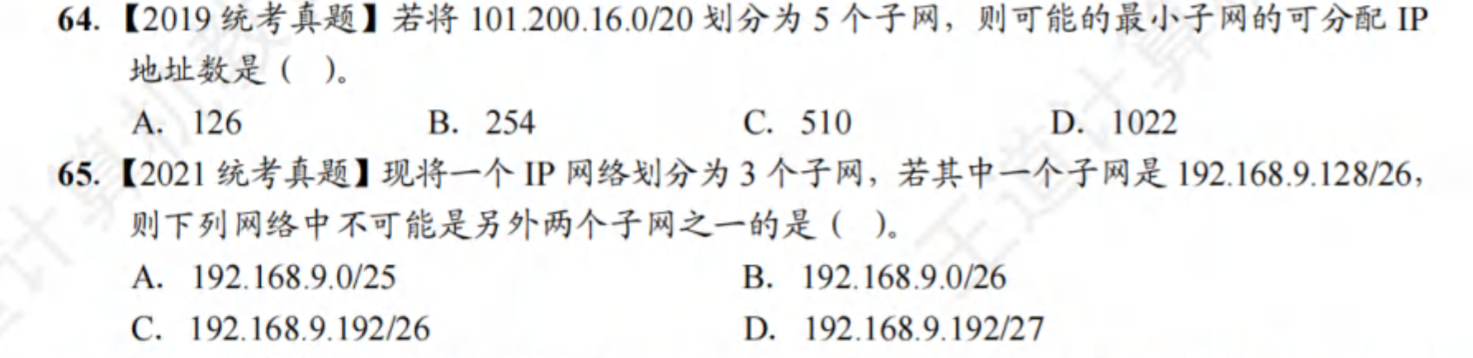 64. 【2019 统考真题】若将 101.200.16.0/20 划分为 5 个子网，则可能的最小子网的可分配 IP
地址数是（ ）。
A. 126 B. 254 C. 510 D. 1022
65. 【2021 统考真题】现将一个 IP 网络划分为 3 个子网，若其中一个子网是 192.168.9.128/26，
则下列网络中不可能是另外两个子网之一的是（ ）。
A. 192.168.9.0/25 B. 192.168.9.0/26
C. 192.168.9.192/26 D. 192.168.9.192/27